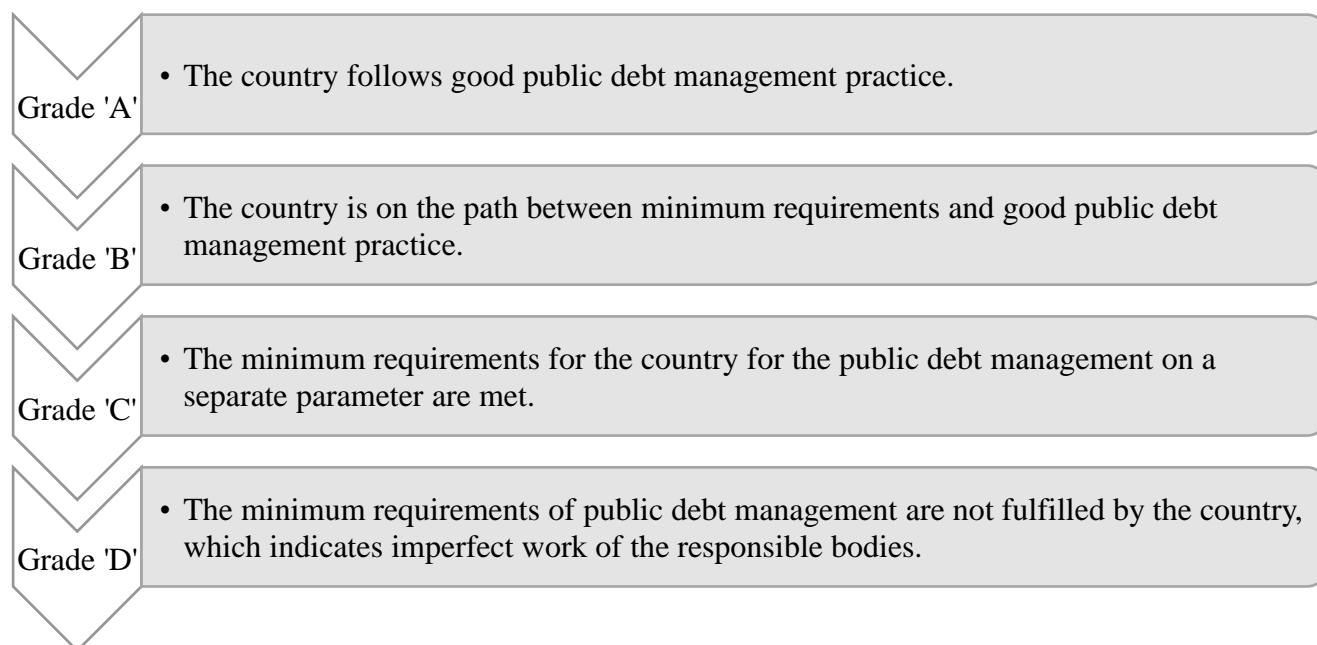 Grade 'A'
• The country follows good public debt management practice.
Grade 'B'
• The country is on the path between minimum requirements and good public debt
management practice.
Grade 'C'
• The minimum requirements for the country for the public debt management on a
separate parameter are met.
Grade 'D'
• The minimum requirements of public debt management are not fulfilled by the country,
which indicates imperfect work of the responsible bodies.